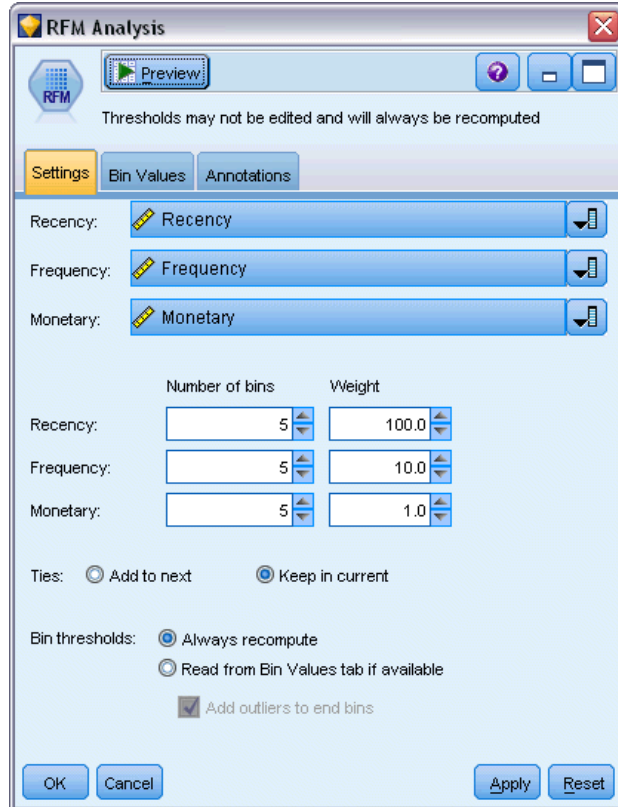 RFM Analysis
RFM
Preview
Thresholds may not be edited and will always be recomputed
Settings Bin Values Annotations
Recency: Recency
Frequency: Frequency
Monetary: Monetary
Number of bins Weight
Recency: 5 100.0
Frequency: 5 10.0
Monetary: 5 1.0
Ties: Add to next Keep in current
Bin thresholds: Always recompute
Read from Bin Values tab if available
Add outliers to end bins
OK Cancel Apply Reset